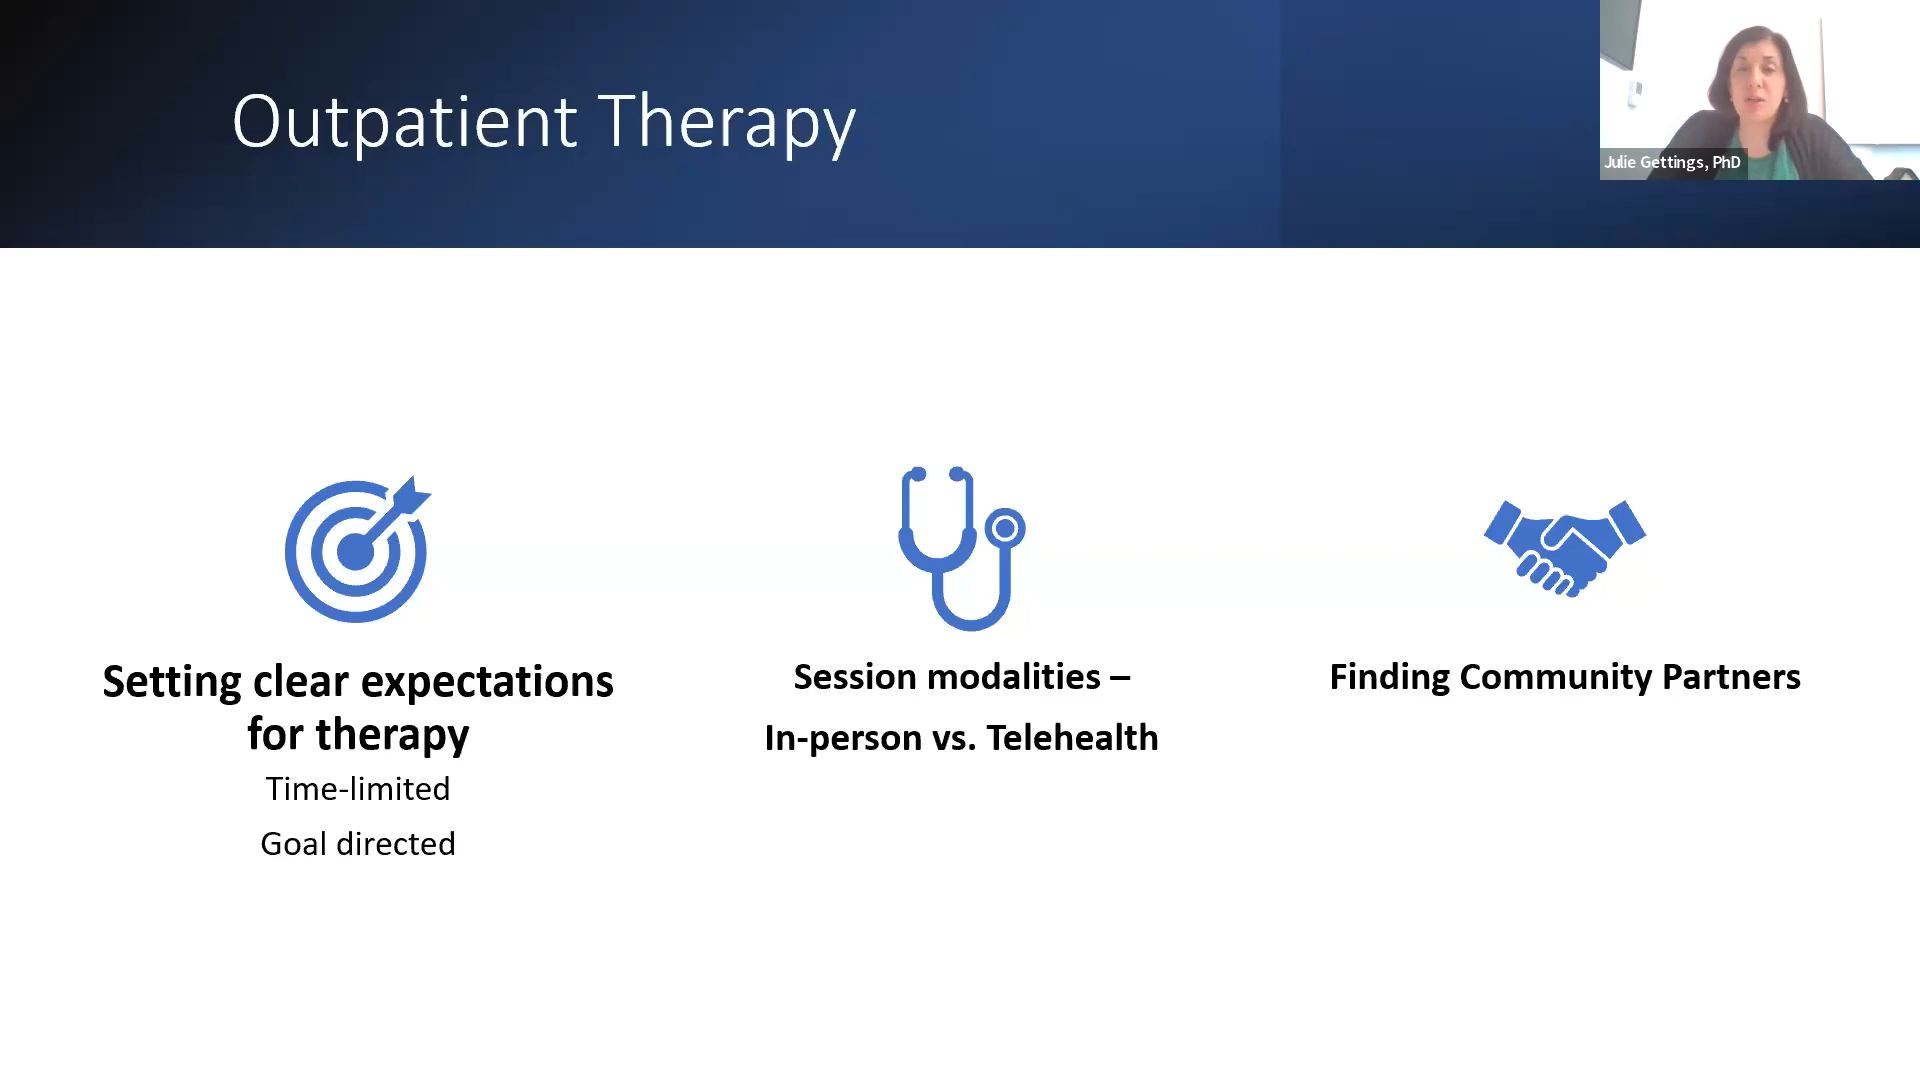 Outpatient Therapy
Julie Gettings, PhD
Setting clear expectations
for therapy
Time-limited
Goal directed
Session modalities –
In-person vs. Telehealth
Finding Community Partners